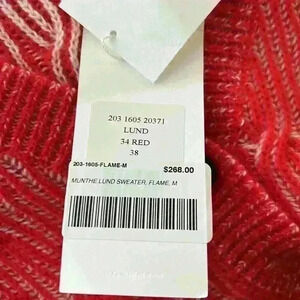 203 1605 20371
LUND
34 RED
38
203-1605-FLAME-M
$268.00
MUNTHE,LUND SWEATER, FLAME, M